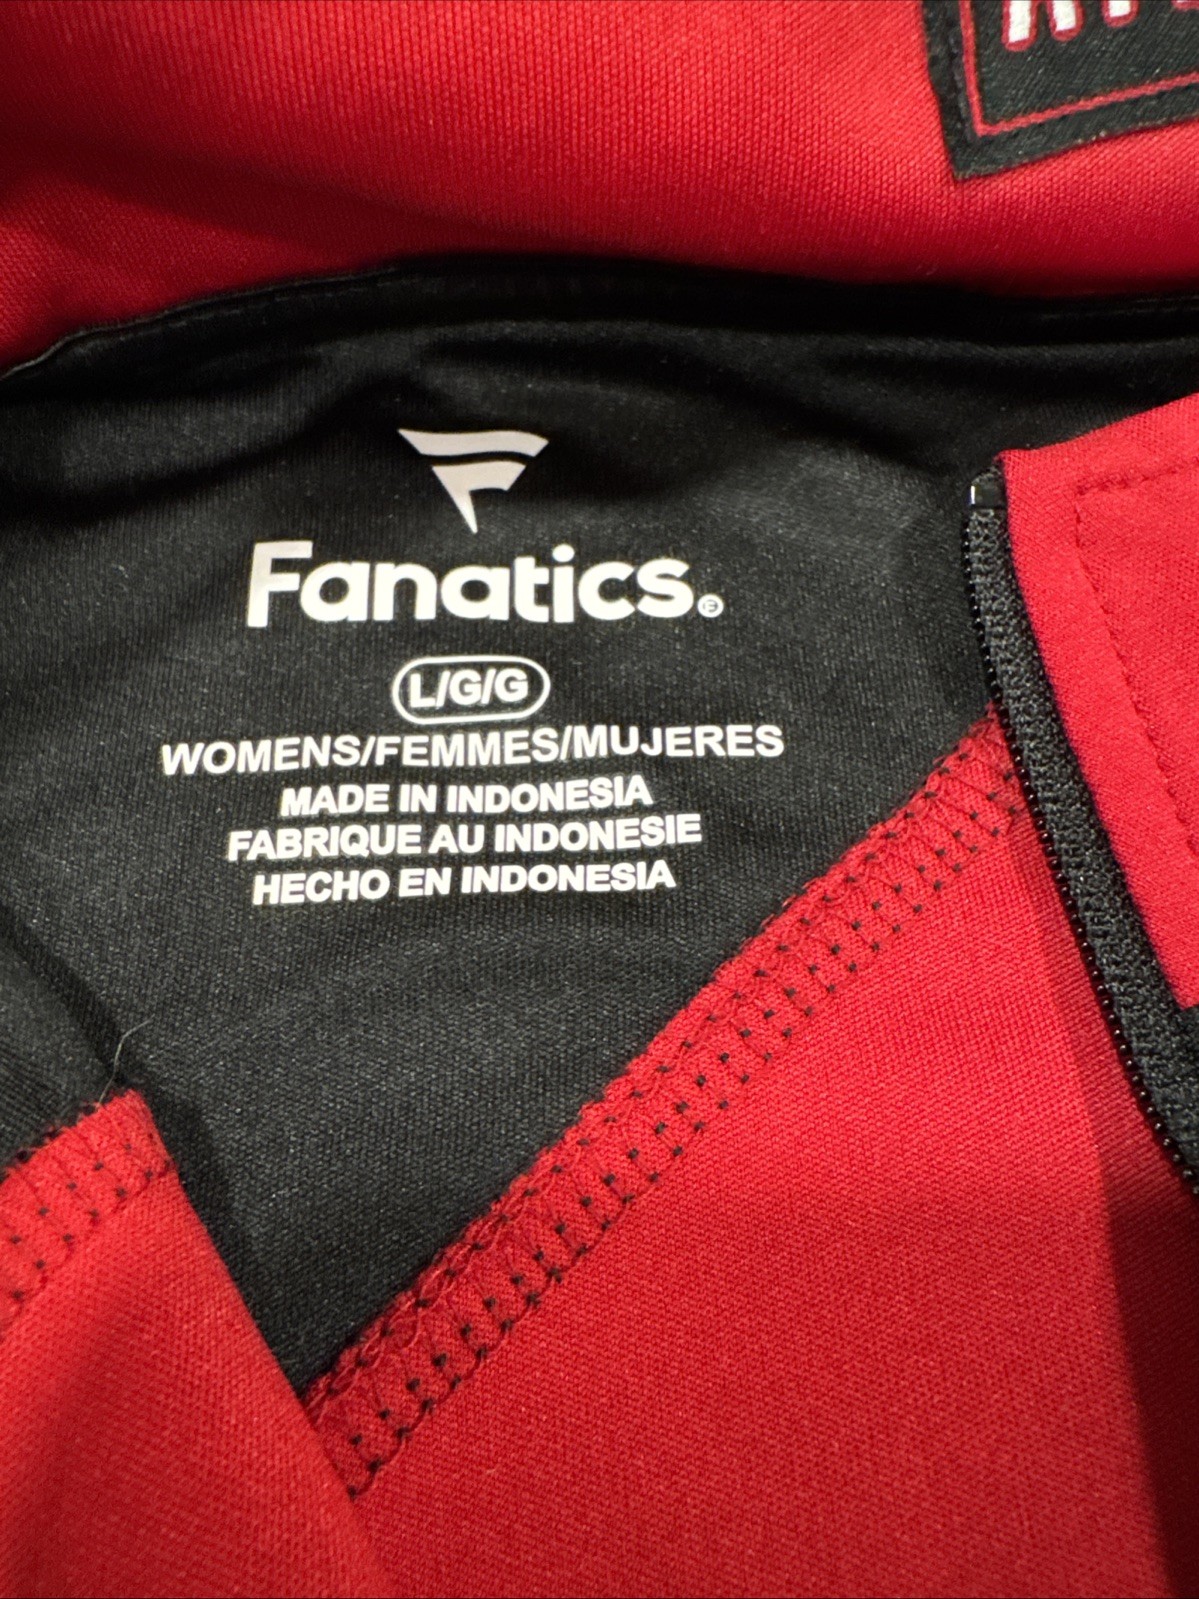 Fanatics.
L/G/G
WOMENS/FEMMES/MUJERES
MADE IN INDONESIA
FABRIQUE AU INDONESIE
HECHO EN INDONESIA